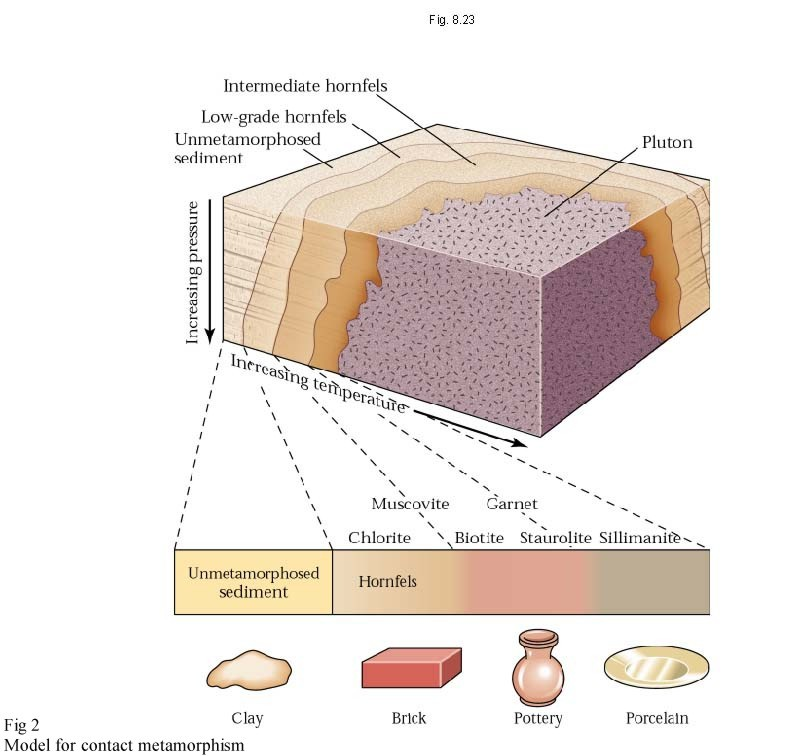 Fig. 8.23
Intermediate hornfels
Low-grade hornfels
Unmetamorphosed
sediment
Pluton
Increasing pressure
Increasing temperature
Muscovite
Garnet
Chlorite
Biotite
Staurolite
Sillimanite
Unmetamorphosed
sediment
Hornfels
Clay
Brick
Pottery
Porcelain
Fig 2
Model for contact metamorphism